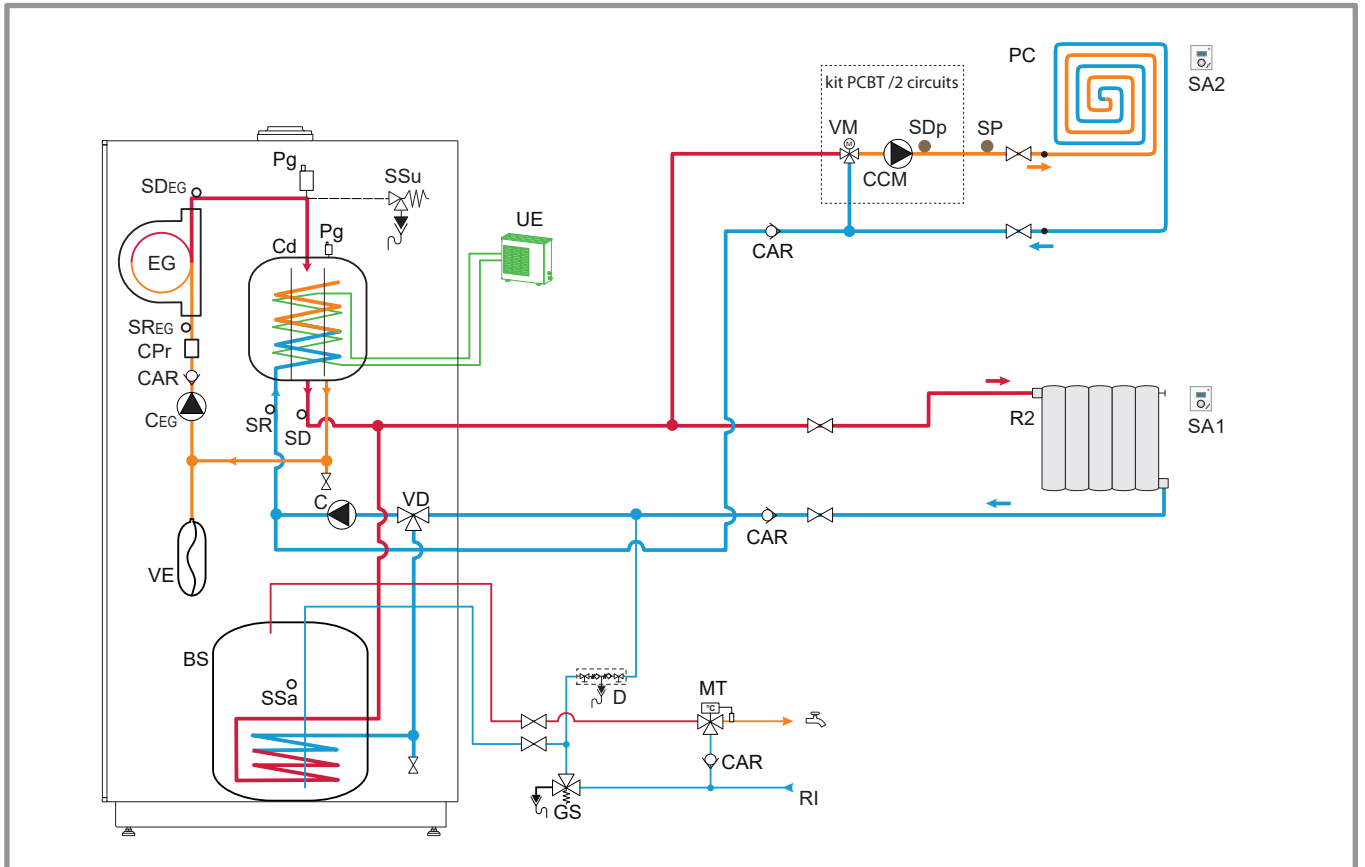 PC
SA2
kit PCBT /2 circuits
VM
SDp
SP
M
CCM
Pg
SDEG
SSu
UE
Cd
Pg
EG
CAR
SREG
CPr
CAR
CEG
SR
SD
R2
SA1
C
VD
CAR
VE
BS
SSa
D
MT
°C
CAR
RI
GS